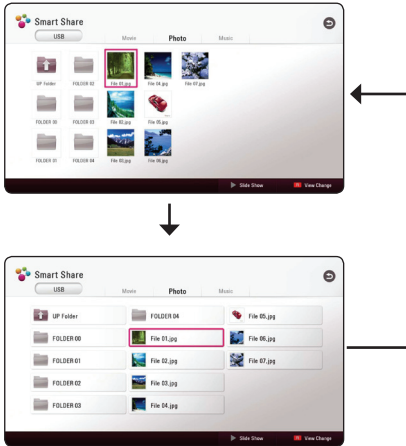 Smart Share
USB Movie Photo Music
UP Folder FOLDER 02 File 01.jpg File 04.jpg File 07.jpg
FOLDER 00 FOLDER 03 File 02.jpg File 05.jpg
FOLDER 01 FOLDER 04 File 03.jpg File 06.jpg
Slide Show View Change
Smart Share
USB Movie Photo Music
UP Folder FOLDER 04 File 05.jpg
FOLDER 00 File 01.jpg File 06.jpg
FOLDER 01 File 02.jpg File 07.jpg
FOLDER 02 File 03.jpg
FOLDER 03 File 04.jpg
Slide Show View Change